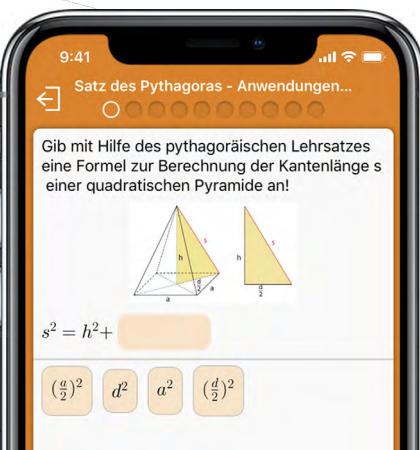 9:41
Satz des Pythagoras - Anwendungen...
Gib mit Hilfe des pythagoräischen Lehrsatzes
eine Formel zur Berechnung der Kantenlänge s
einer quadratischen Pyramide an!
s s
h h
d/2 a d/2
a
s² = h²+
(a/2)² d² a² (d/2)²